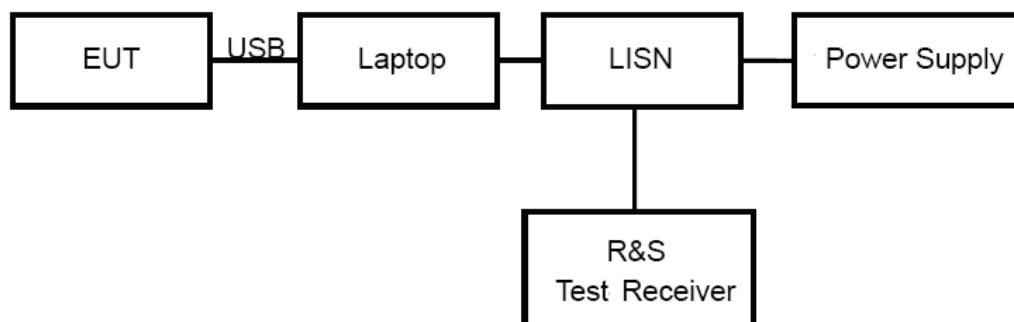 EUT
USB
Laptop
LISN
Power Supply
R&S
Test Receiver